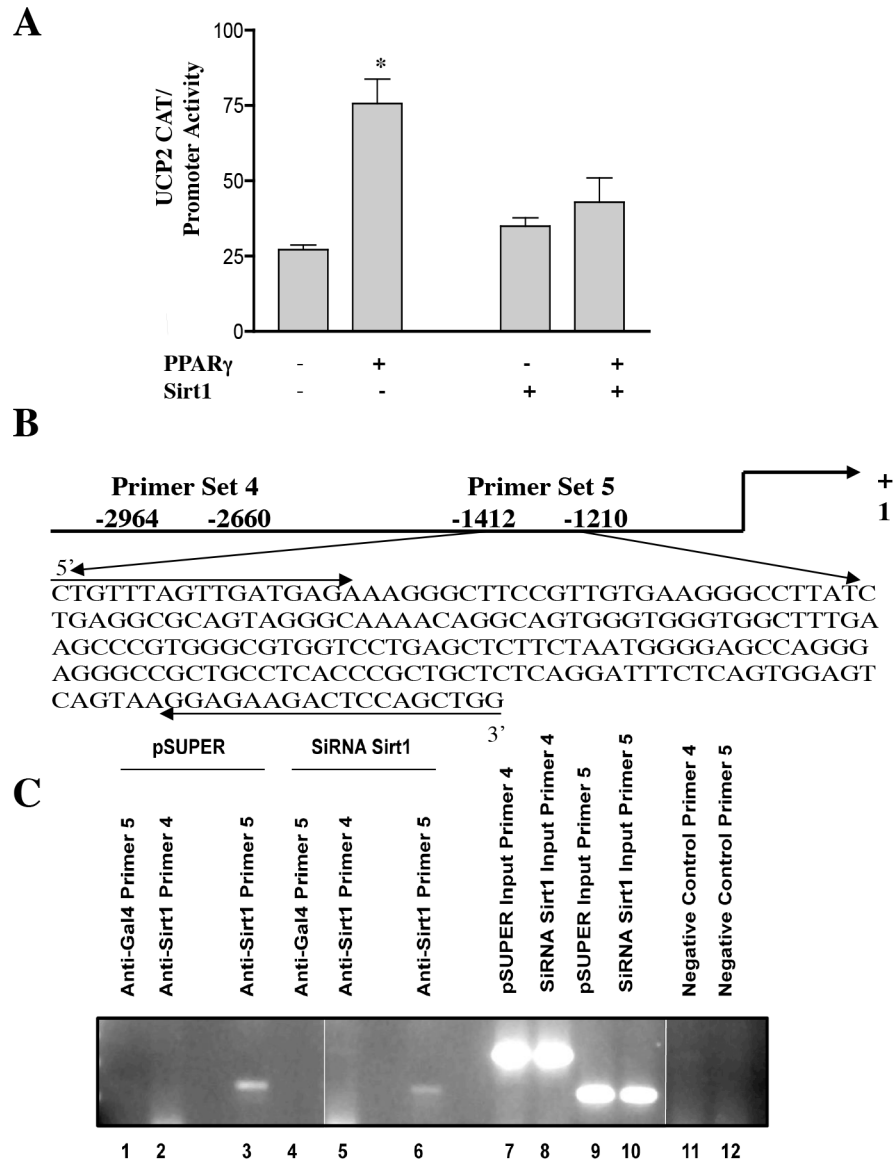 A
UCP2 CAT/
Promoter Activity
100
75
50
25
0
*
PPARγ - + - +
Sirt1 - - + +
B
Primer Set 4 Primer Set 5
-2964 -2660 -1412 -1210
+
1
5'
CTGTTTAGTTGATGAGAAAGGGCTTCCGTTGTGAAGGGCCTTATC
TGAGGCGCAGTAGGGCAAAACAGGCAGTGGGTGGGTGGCTTTGA
AGCCCGTGGGCGTGGTCCTGAGCTCTTCTAATGGGGAGCCAGGG
AGGGCCGCTGCCTCACCCGCTGCTCTCAGGATTTCTCAGTGGAGT
CAGTAAGGAGAAGACTCCAGCTGG
3'
C
pSUPER SiRNA Sirt1
Anti-Gal4 Primer 5
Anti-Sirt1 Primer 4
Anti-Sirt1 Primer 5
Anti-Gal4 Primer 5
Anti-Sirt1 Primer 4
Anti-Sirt1 Primer 5
pSUPER Input Primer 4
SiRNA Sirt1 Input Primer 4
pSUPER Input Primer 5
SiRNA Sirt1 Input Primer 5
Negative Control Primer 4
Negative Control Primer 5
1 2 3 4 5 6 7 8 9 10 11 12